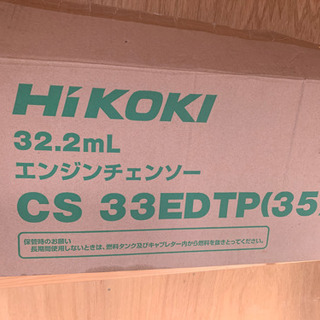 HiKOKI
32.2mL
エンジンチェンソー
CS 33EDTP(35)
保管時のお願い
長期間使用しないときは、燃料タンク及びキャブレター内から燃料を抜きとってください。